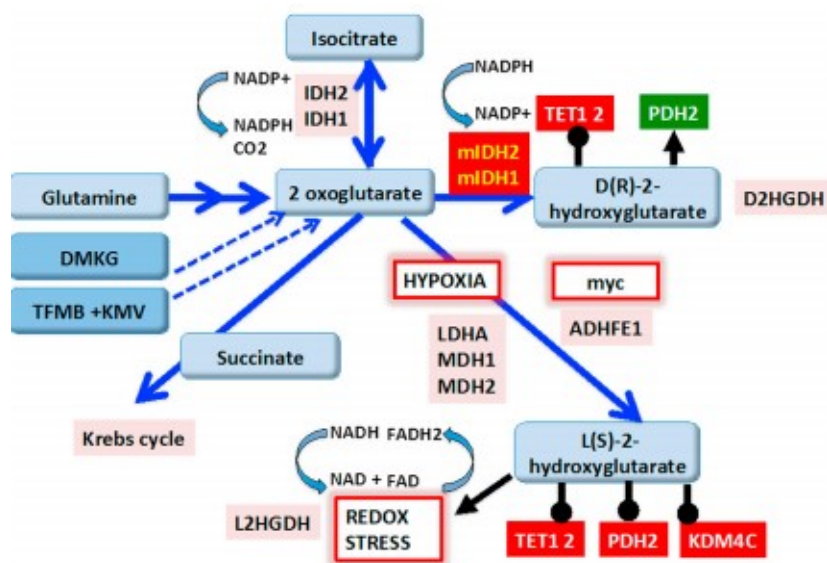 Isocitrate
NADP+
IDH2
IDH1
NADPH
CO2
NADPH
NADP+
TET1 2
PDH2
mIDH2
mIDH1
Glutamine
2 oxoglutarate
D(R)-2-
hydroxyglutarate
D2HGDH
DMKG
HYPOXIA
myc
TFMB +KMV
LDHA
MDH1
MDH2
ADHFE1
Succinate
Krebs cycle
NADH FADH2
NAD + FAD
L(S)-2-
hydroxyglutarate
L2HGDH
REDOX
STRESS
TET1 2
PDH2
KDM4C